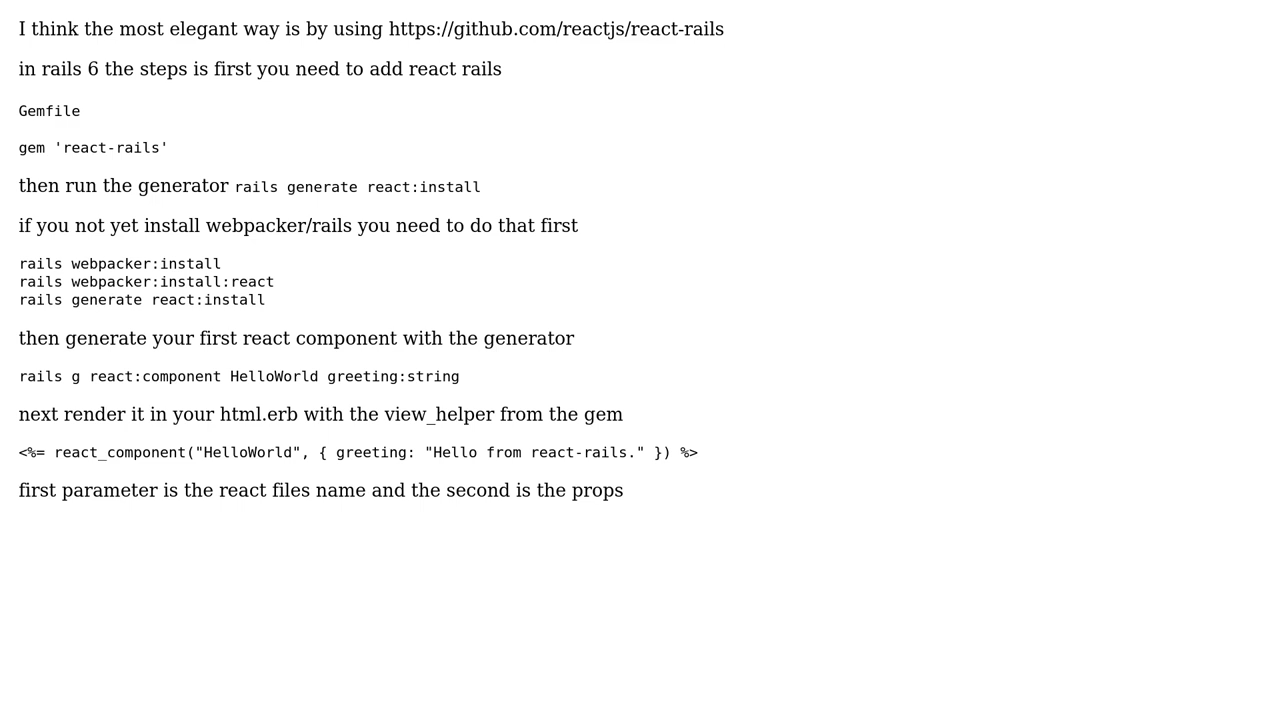 I think the most elegant way is by using https://github.com/reactjs/react-rails
in rails 6 the steps is first you need to add react rails
Gemfile
gem 'react-rails'
then run the generator rails generate react:install
if you not yet install webpacker/rails you need to do that first
rails webpacker:install
rails webpacker:install:react
rails generate react:install
then generate your first react component with the generator
rails g react:component HelloWorld greeting:string
next render it in your html.erb with the view_helper from the gem
<%= react_component("HelloWorld", { greeting: "Hello from react-rails." }) %>
first parameter is the react files name and the second is the props